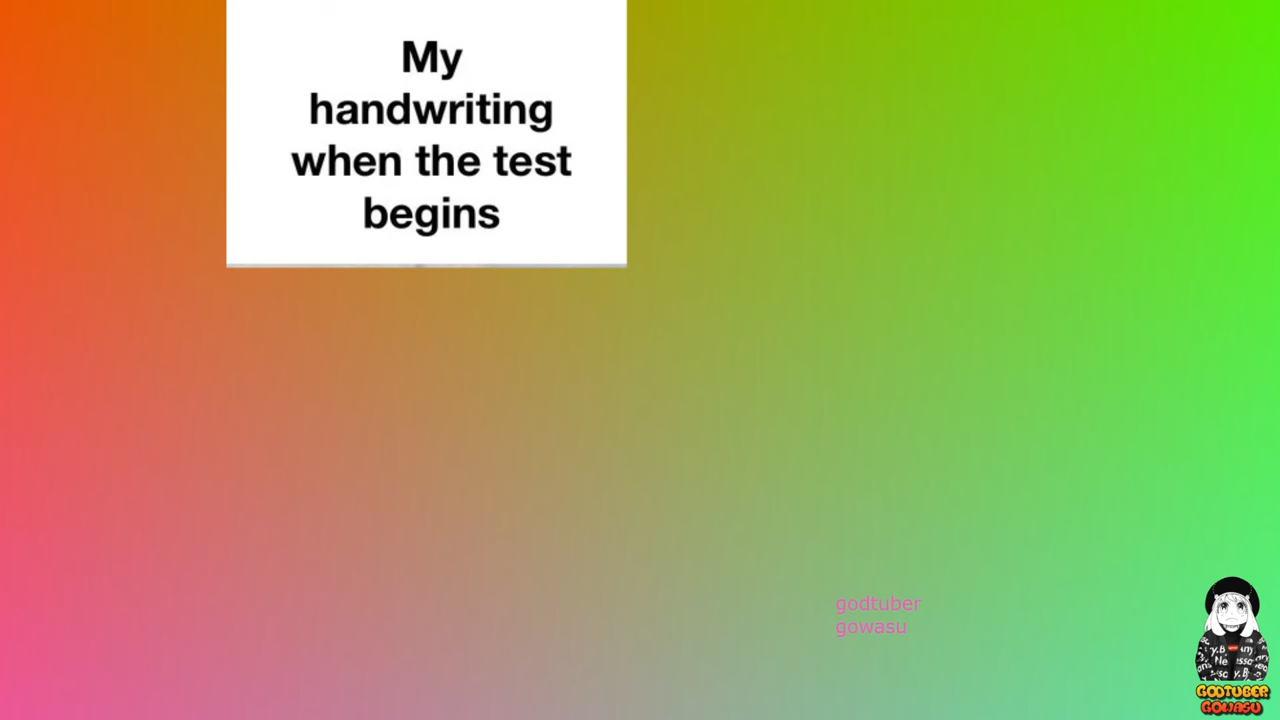 My
handwriting
when the test
begins
godtuber
gowasu
GODTUBER
GOWASU